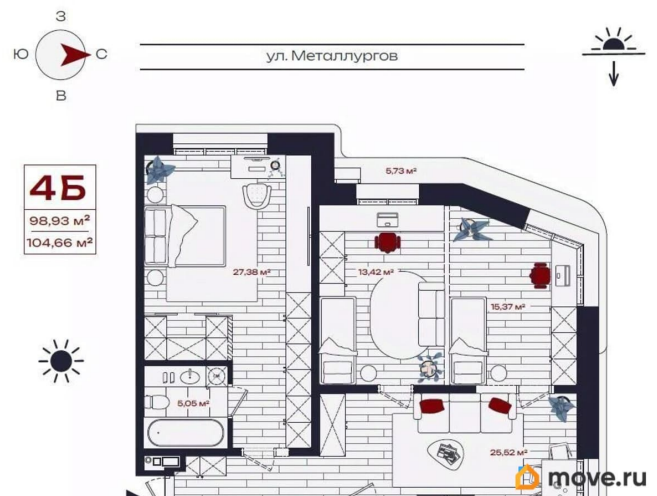 З
Ю
С
В
ул. Металлургов
4Б
98,93 м²
104,66 м²
5,73 м²
27,38 м²
13,42 м²
15,37 м²
5,05 м²
25,52 м²
move.ru